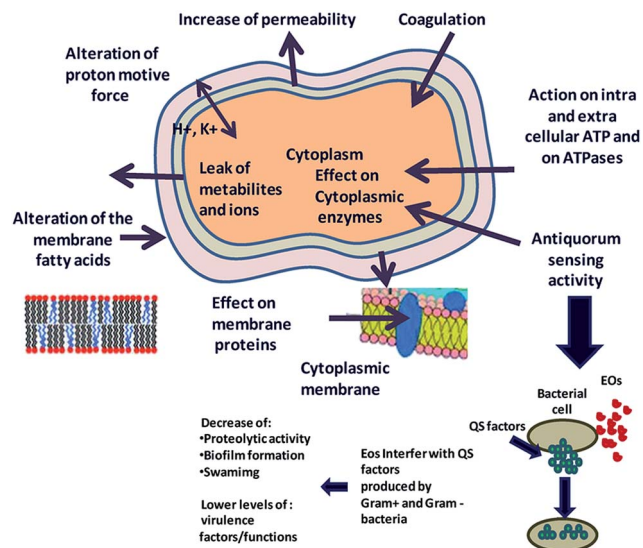 Increase of permeability
Coagulation
Alteration of
proton motive
force
H+, K+
Action on intra
and extra
cellular ATP and
on ATPases
Leak of
metabilites
and ions
Cytoplasm
Effect on
Cytoplasmic
enzymes
Alteration of the
membrane
fatty acids
Antiquorum
sensing
activity
Effect on
membrane
proteins
Cytoplasmic
membrane
Bacterial
cell
EOs
QS factors
Decrease of:
•Proteolytic activity
•Biofilm formation
•Swamimg
Lower levels of :
virulence
factors/functions
Eos Interfer with QS
factors
produced by
Gram+ and Gram -
bacteria